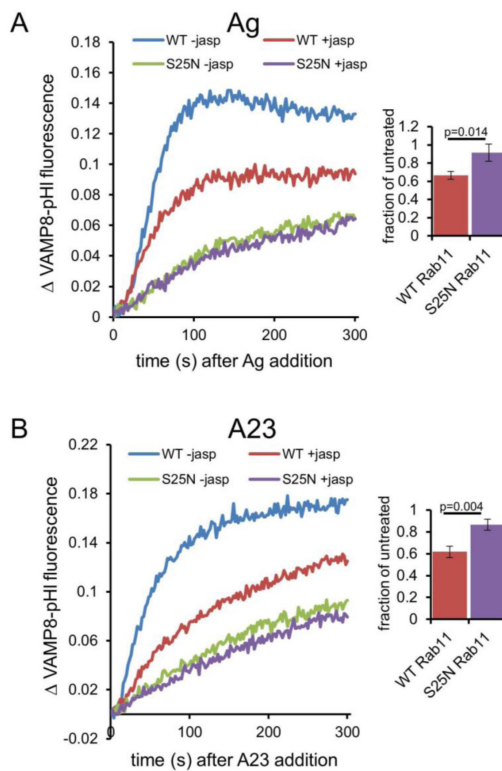 A
Ag
WT -jasp
WT +jasp
S25N -jasp
S25N +jasp
Δ VAMP8-pHl fluorescence
0.18
0.16
0.14
0.12
0.1
0.08
0.06
0.04
0.02
0
0
100
200
300
time (s) after Ag addition
fraction of untreated
p=0.014
1.2
1
0.8
0.6
0.4
0.2
0
WT Rab11
S25N Rab11
B
A23
WT -jasp
WT +jasp
S25N -jasp
S25N +jasp
Δ VAMP8-pHl fluorescence
0.22
0.18
0.14
0.1
0.06
0.02
-0.02
0
100
200
300
time (s) after A23 addition
fraction of untreated
p=0.004
1
0.8
0.6
0.4
0.2
0
WT Rab11
S25N Rab11